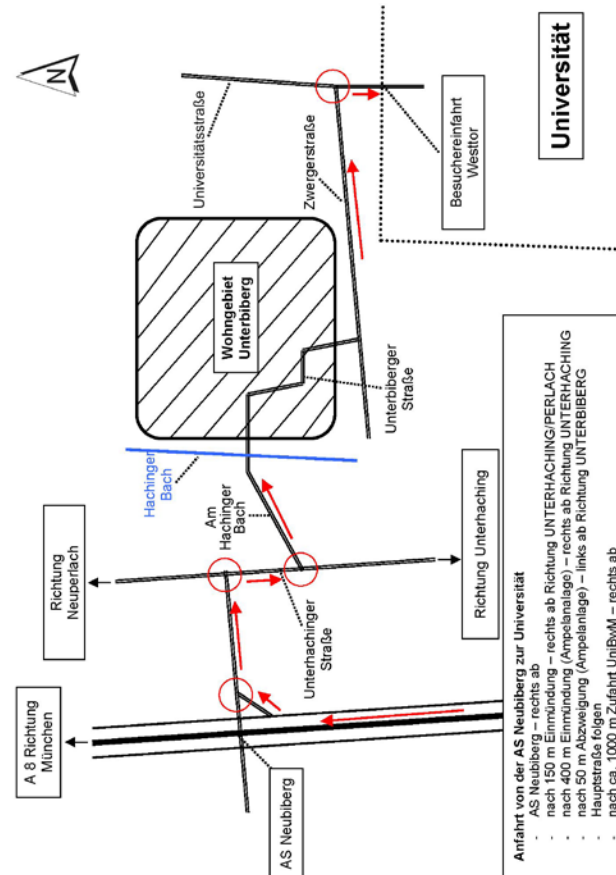 N
A 8 Richtung
München
Richtung
Neuperlach
Hachinger
Bach
Am
Hachinger
Bach
Wohngebiet
Unterbiberg
Universitätsstraße
Zwergerstraße
Unterbiberger
Straße
Unterhachinger
Straße
AS Neubiberg
Richtung Unterhaching
Besuchereinfahrt
Westtor
Universität
Anfahrt von der AS Neubiberg zur Universität
- AS Neubiberg – rechts ab
- nach 150 m Einmündung – rechts ab Richtung UNTERHACHING/PERLACH
- nach 400 m Einmündung (Ampelanalage) – rechts ab Richtung UNTERHACHING
- nach 50 m Abzweigung (Ampelanlage) – links ab Richtung UNTERBIBERG
- Hauptstraße folgen
- nach ca. 1000 m Zufahrt UniBwM – rechts ab